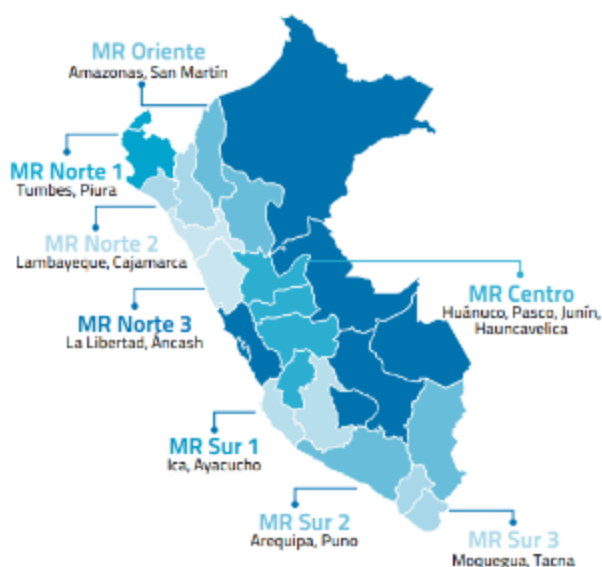 MR Oriente
Amazonas, San Martín
MR Norte 1
Tumbes, Piura
MR Norte 2
Lambayeque, Cajamarca
MR Norte 3
La Libertad, Áncash
MR Centro
Huánuco, Pasco, Junín,
Hauncavelica
MR Sur 1
Ica, Ayacucho
MR Sur 2
Arequipa, Puno
MR Sur 3
Moquegua, Tacna